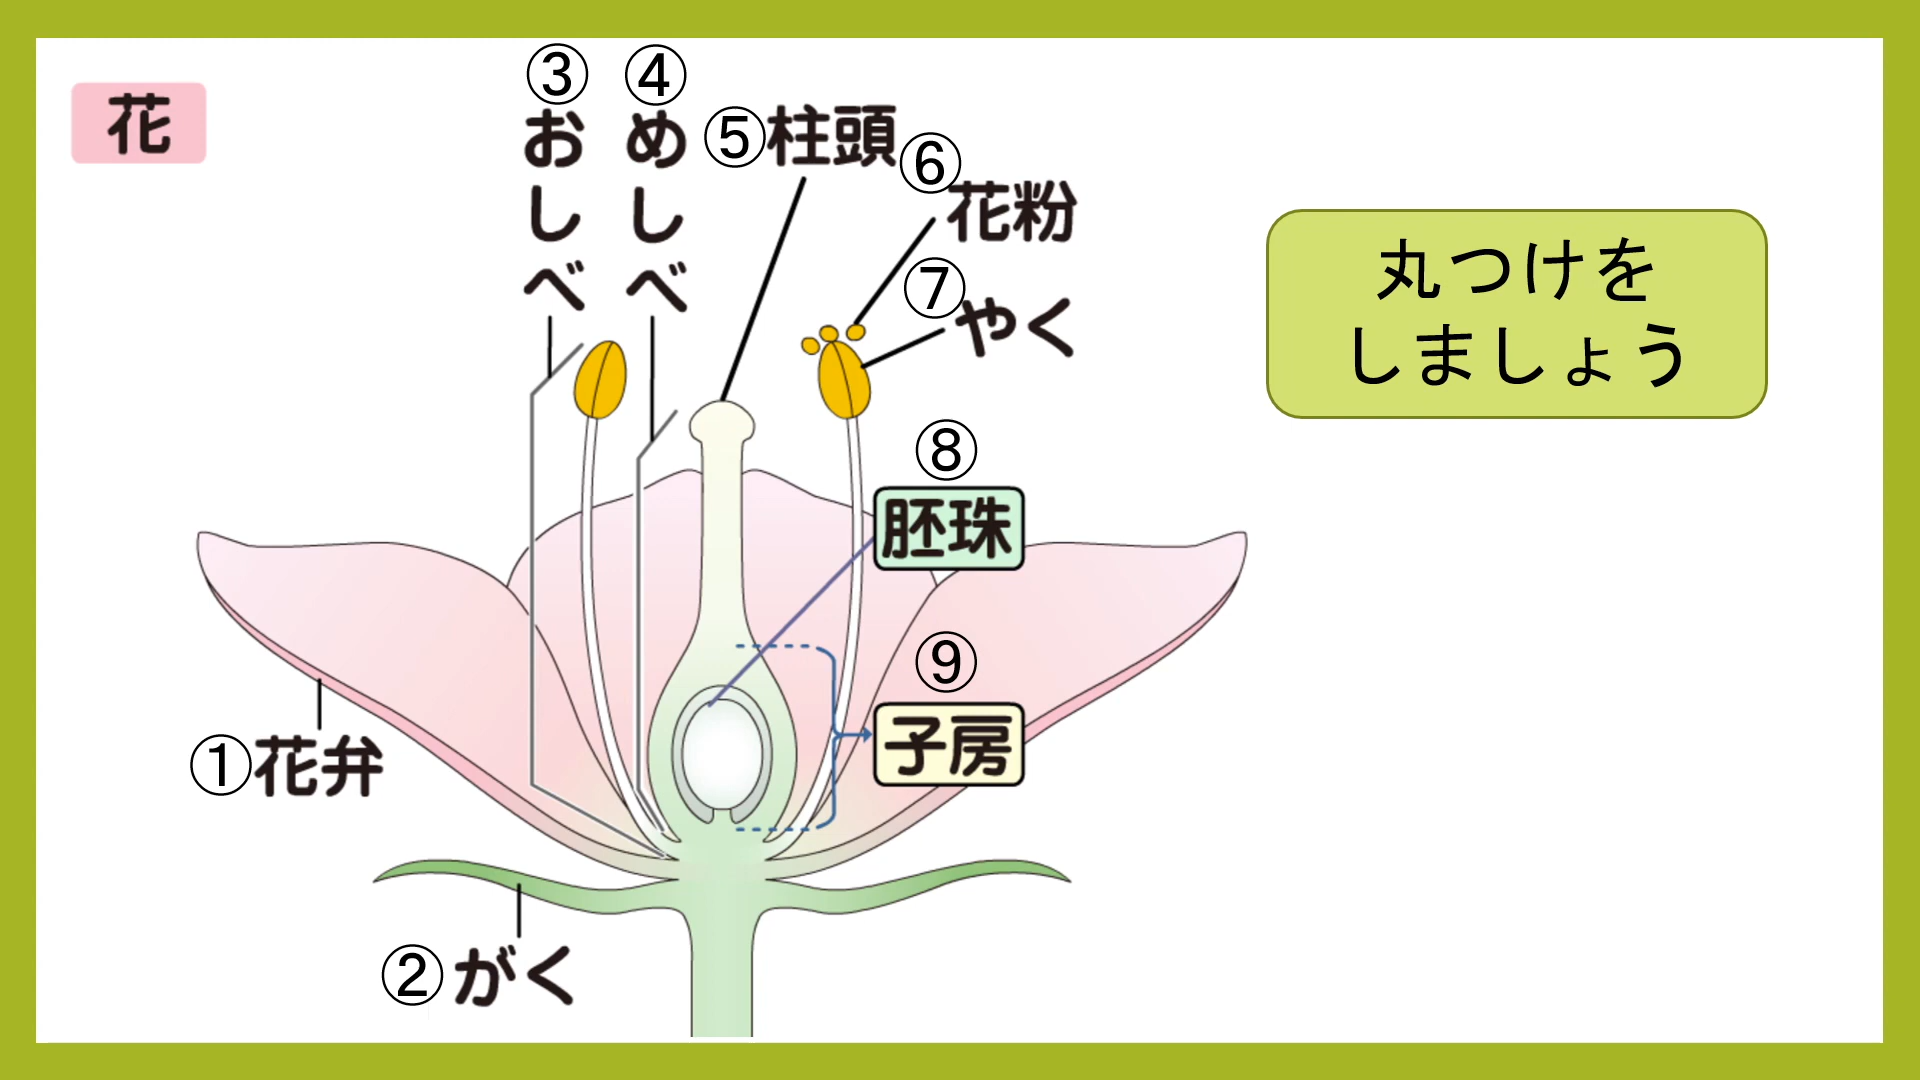 花
③おしべ
④めしべ
⑤柱頭
⑥花粉
⑦やく
丸つけを
しましょう
⑧
胚珠
⑨
子房
①花弁
②がく